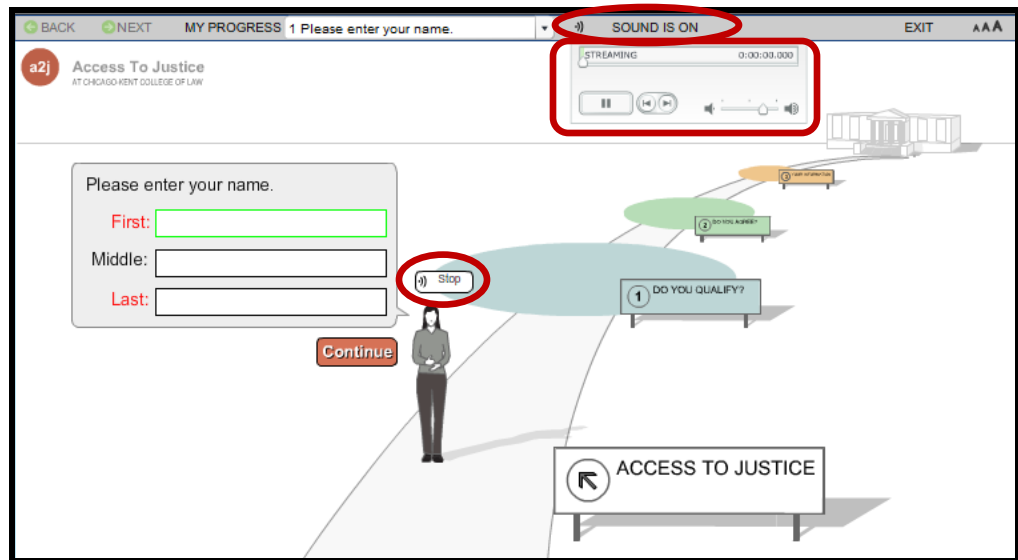 BACK NEXT MY PROGRESS 1 Please enter your name. SOUND IS ON EXIT AAA
STREAMING 0:00:00.000
a2j Access To Justice
AT CHICAGO-KENT COLLEGE OF LAW
Please enter your name.
First:
Middle:
Last:
Stop
Continue
2 DO YOU AGREE?
1 DO YOU QUALIFY?
ACCESS TO JUSTICE